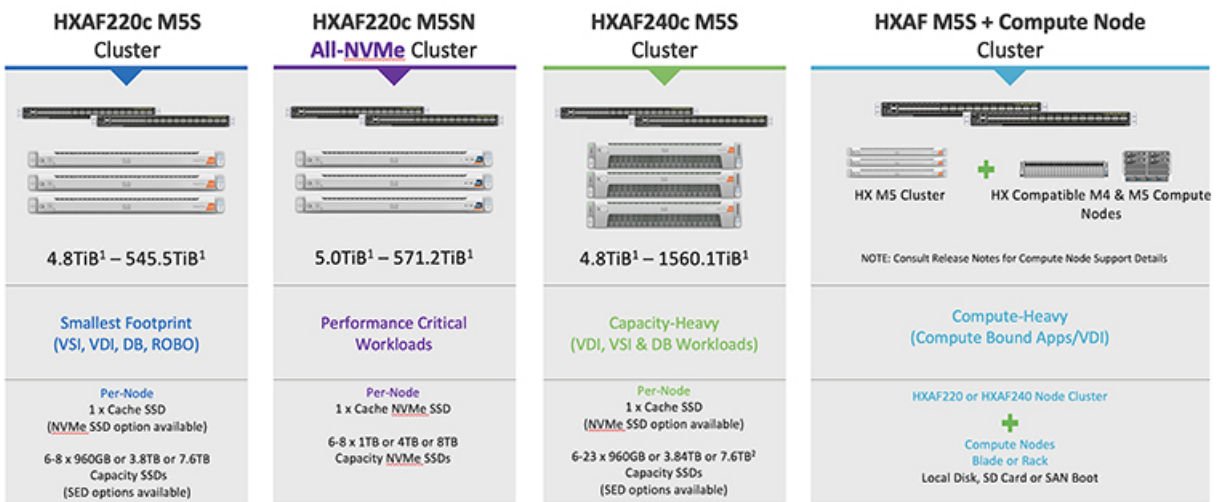 HXAF220c M5S
Cluster
4.8TiB¹ – 545.5TiB¹
Smallest Footprint
(VSI, VDI, DB, ROBO)
Per-Node
1 x Cache SSD
(NVMe SSD option available)
6-8 x 960GB or 3.8TB or 7.6TB
Capacity SSDs
(SED options available)
HXAF220c M5SN
All-NVMe Cluster
5.0TiB¹ – 571.2TiB¹
Performance Critical
Workloads
Per-Node
1 x Cache NVMe SSD
6-8 x 1TB or 4TB or 8TB
Capacity NVMe SSDs
HXAF240c M5S
Cluster
4.8TiB¹ – 1560.1TiB¹
Capacity-Heavy
(VDI, VSI & DB Workloads)
Per-Node
1 x Cache SSD
(NVMe SSD option available)
6-23 x 960GB or 3.84TB or 7.6TB²
Capacity SSDs
(SED options available)
HXAF M5S + Compute Node
Cluster
HX M5 Cluster
HX Compatible M4 & M5 Compute
Nodes
NOTE: Consult Release Notes for Compute Node Support Details
Compute-Heavy
(Compute Bound Apps/VDI)
HXAF220 or HXAF240 Node Cluster
Compute Nodes
Blade or Rack
Local Disk, SD Card or SAN Boot